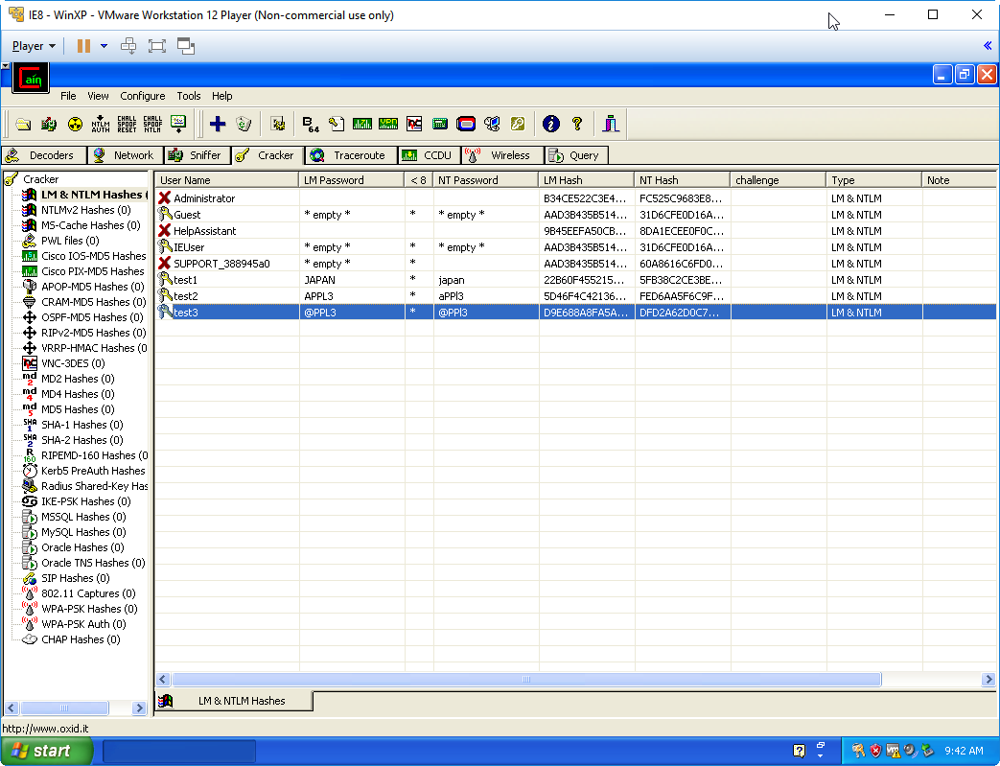 IE8 - WinXP - VMware Workstation 12 Player (Non-commercial use only)
Player
Cain
File View Configure Tools Help
NTLM AUTH CHALL SPOOF RESET CHALL SPOOF NTLM B64
Decoders Network Sniffer Cracker Traceroute CCDU Wireless Query
Cracker
LM & NTLM Hashes (
NTLMv2 Hashes (0)
MS-Cache Hashes (0)
PWL files (0)
Cisco IOS-MD5 Hashes
Cisco PIX-MD5 Hashes
APOP-MD5 Hashes (0)
CRAM-MD5 Hashes (0)
OSPF-MD5 Hashes (0)
RIPv2-MD5 Hashes (0)
VRRP-HMAC Hashes (0
VNC-3DES (0)
MD2 Hashes (0)
MD4 Hashes (0)
MD5 Hashes (0)
SHA-1 Hashes (0)
SHA-2 Hashes (0)
RIPEMD-160 Hashes (0
Kerb5 PreAuth Hashes
Radius Shared-Key Has
IKE-PSK Hashes (0)
MSSQL Hashes (0)
MySQL Hashes (0)
Oracle Hashes (0)
Oracle TNS Hashes (0)
SIP Hashes (0)
802.11 Captures (0)
WPA-PSK Hashes (0)
WPA-PSK Auth (0)
CHAP Hashes (0)
User Name LM Password < 8 NT Password LM Hash NT Hash challenge Type Note
Administrator B34CE522C3E4... FC525C9683E8... LM & NTLM
Guest * empty * * * empty * AAD3B435B514... 31D6CFE0D16A... LM & NTLM
HelpAssistant 9B45EEFA50CB... 8DA1ECEE0F0C... LM & NTLM
IEUser * empty * * * empty * AAD3B435B514... 31D6CFE0D16A... LM & NTLM
SUPPORT_388945a0 * empty * * AAD3B435B514... 60A8616C6FD0... LM & NTLM
test1 JAPAN * japan 22B60F455215... 5FB38C2CE3BE... LM & NTLM
test2 APPL3 * aPPl3 5D46F4C42136... FED6AA5F6C9F... LM & NTLM
test3 @PPL3 * @PPl3 D9E688A8FA5A... DFD2A62D0C7... LM & NTLM
LM & NTLM Hashes
http://www.oxid.it
start
9:42 AM